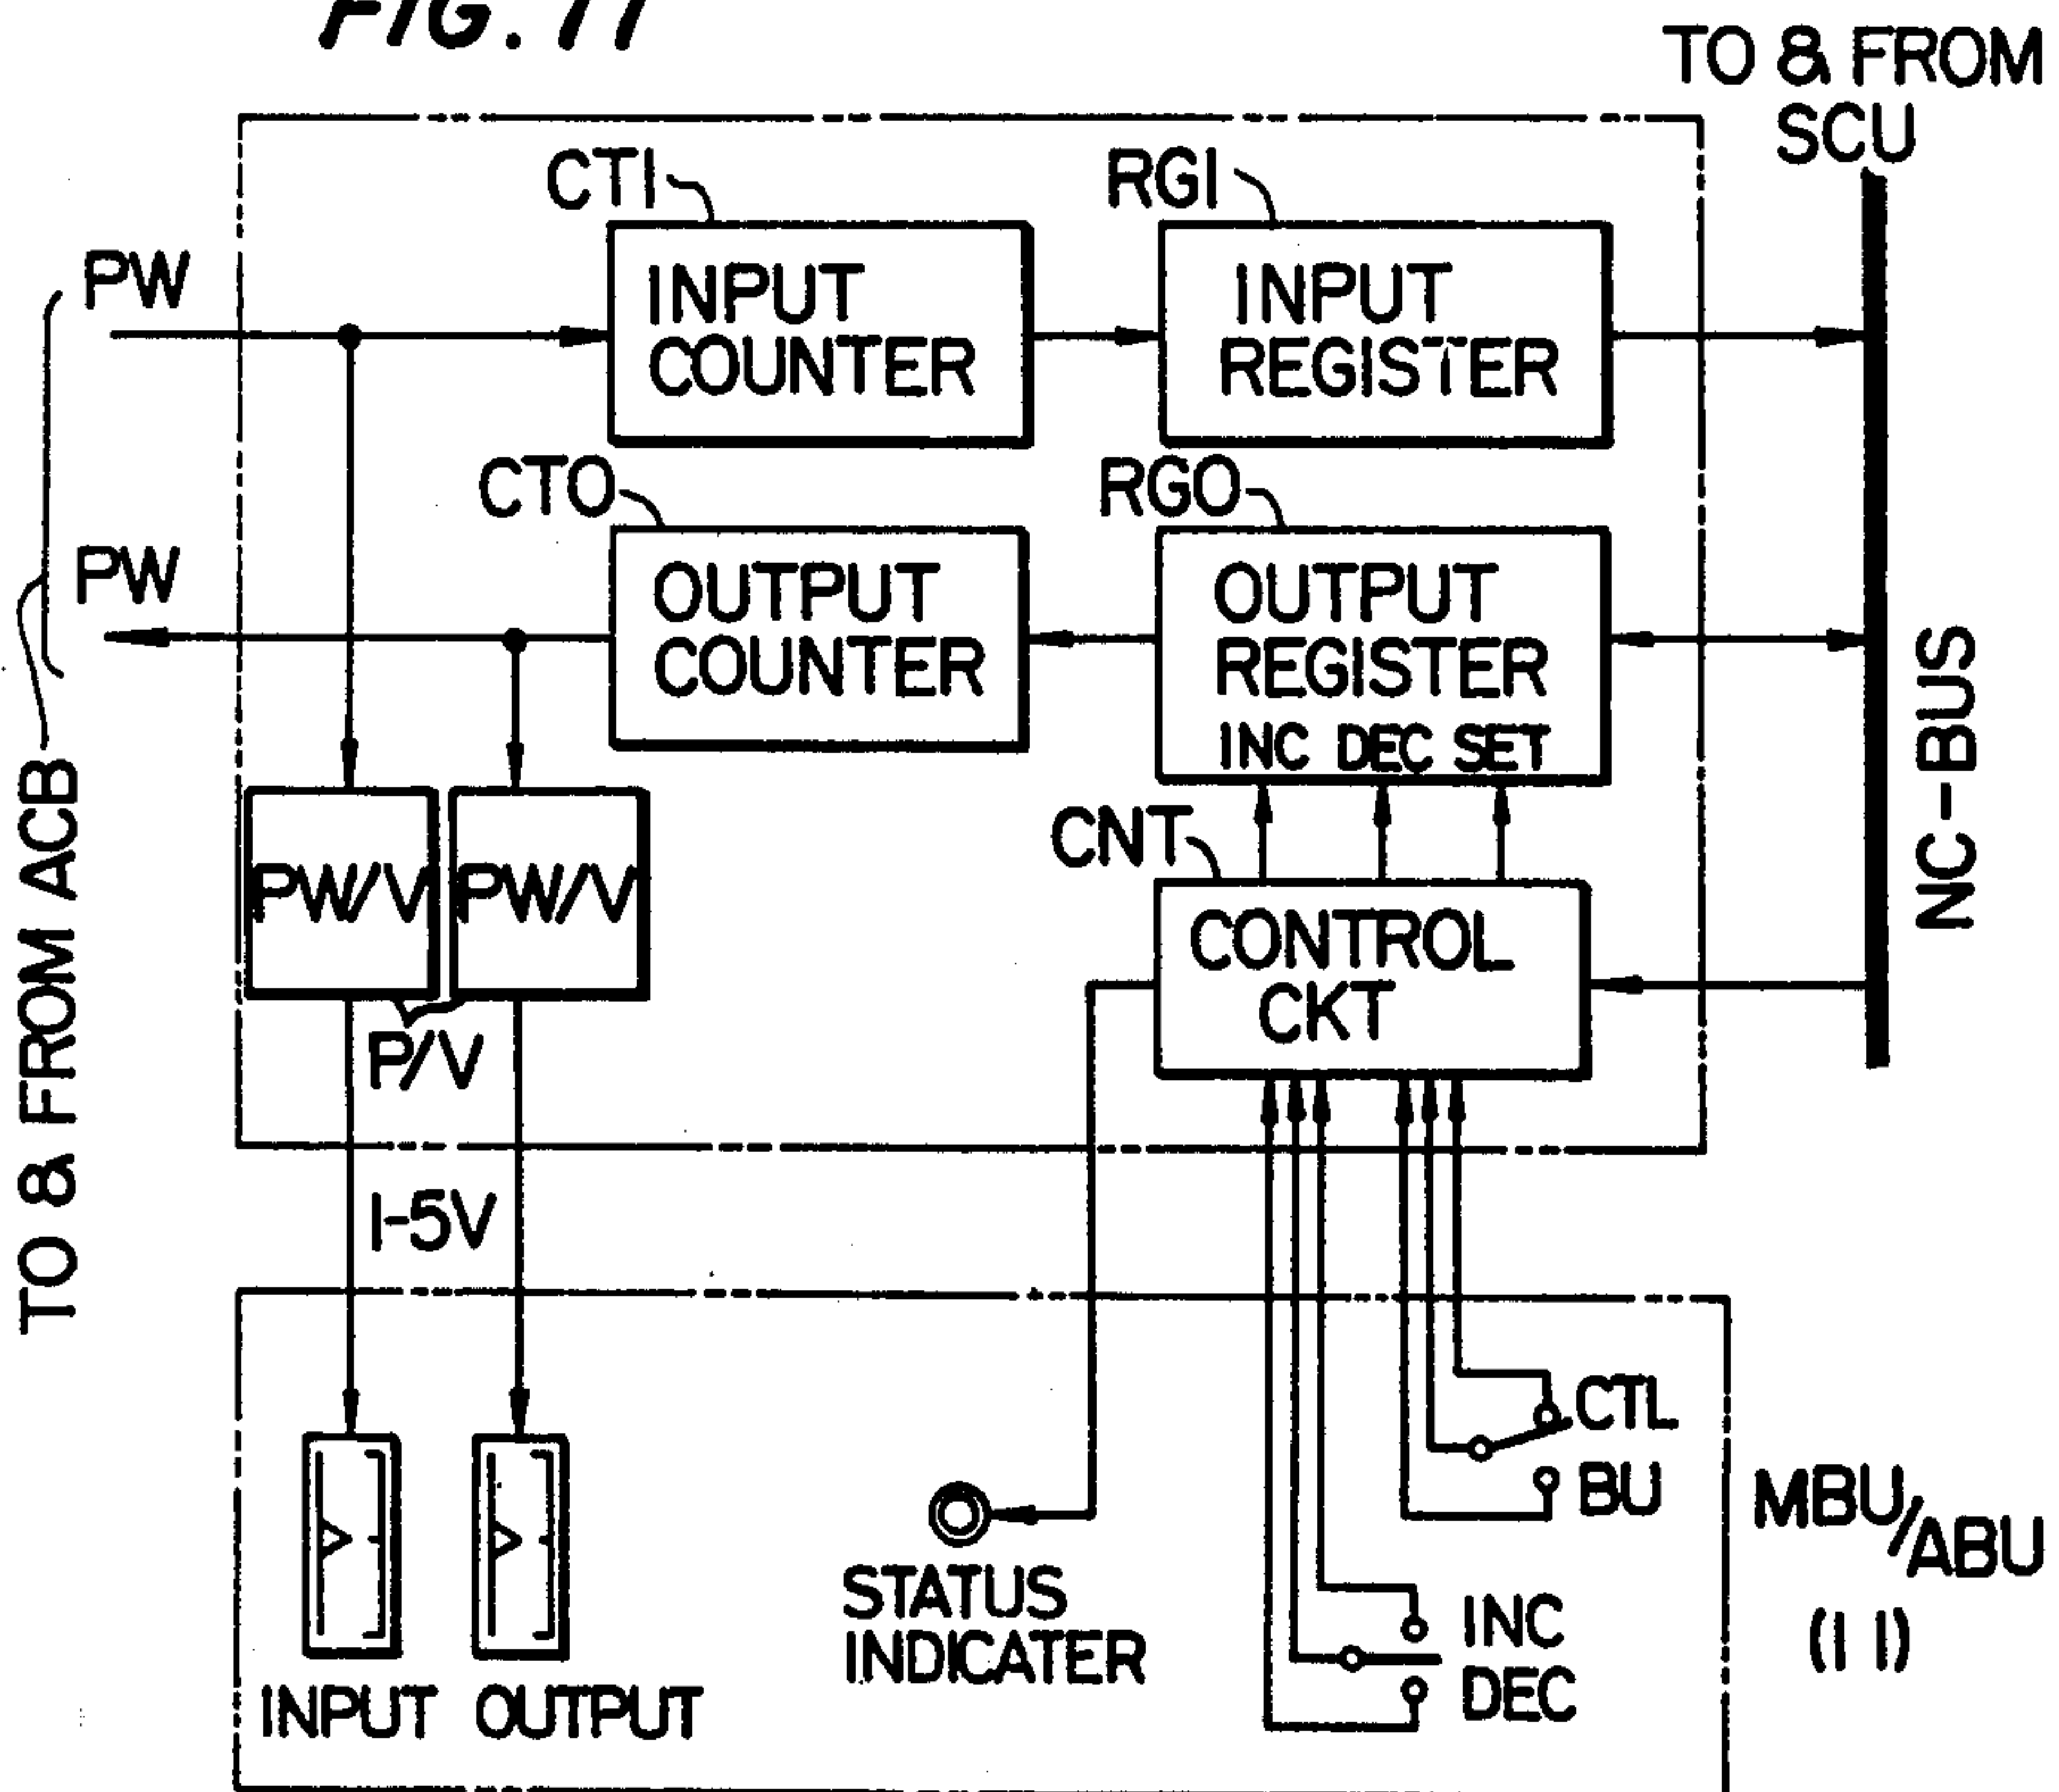 FIG. 11
TO & FROM
SCU
CTI
RGI
PW
INPUT
COUNTER
INPUT
REGISTER
CTO
RGO
PW
OUTPUT
COUNTER
OUTPUT
REGISTER
INC DEC SET
NC-BUS
TO & FROM ACB
PW/V
PW/V
CNT
CONTROL
CKT
P/V
1-5V
CTL
BU
MBU/ABU
(11)
STATUS
INDICATER
INC
DEC
INPUT OUTPUT